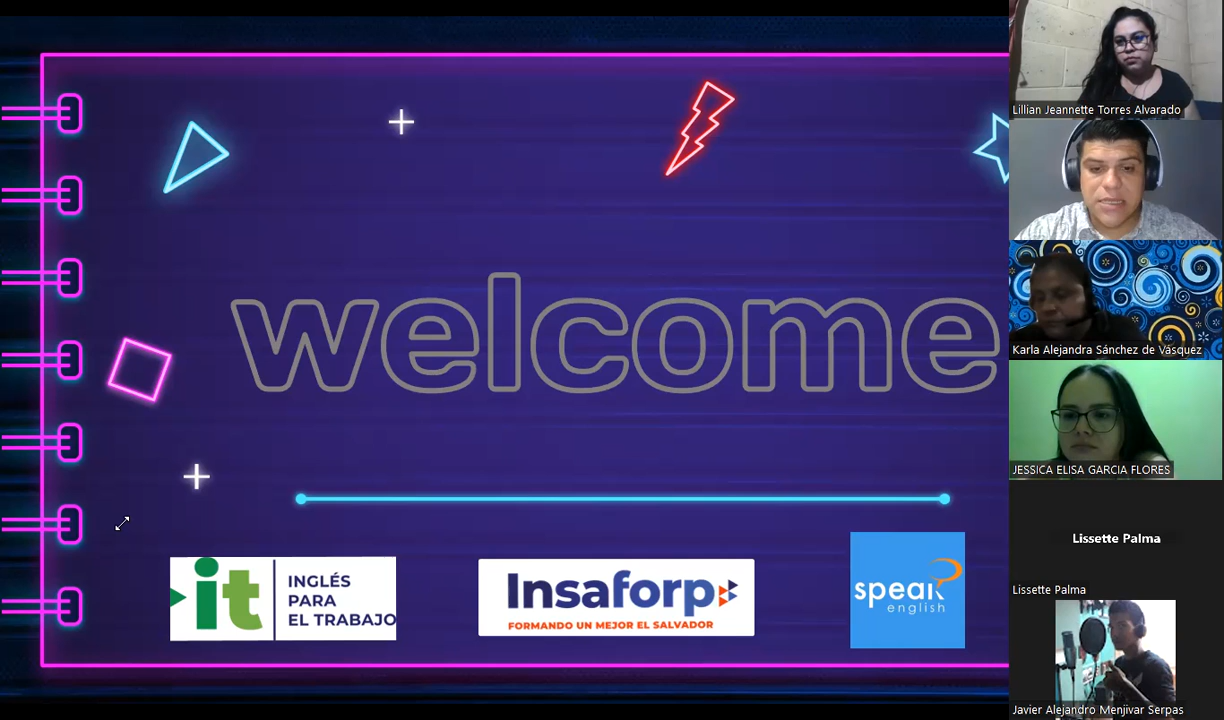 welcome
it
INGLÉS
PARA
EL TRABAJO
Insaforp
FORMANDO UN MEJOR EL SALVADOR
speak
english
Lillian Jeannette Torres Alvarado
Karla Alejandra Sánchez de Vásquez
JESSICA ELISA GARCIA FLORES
Lissette Palma
Lissette Palma
Javier Alejandro Menjivar Serpas